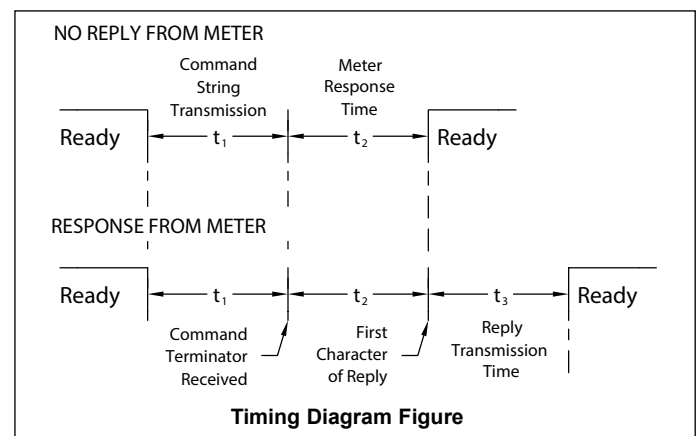 NO REPLY FROM METER
Command
String
Transmission
Meter
Response
Time
Ready
t₁
t₂
Ready
RESPONSE FROM METER
Ready
t₁
t₂
t₃
Ready
Command
Terminator
Received
First
Character
of Reply
Reply
Transmission
Time
Timing Diagram Figure